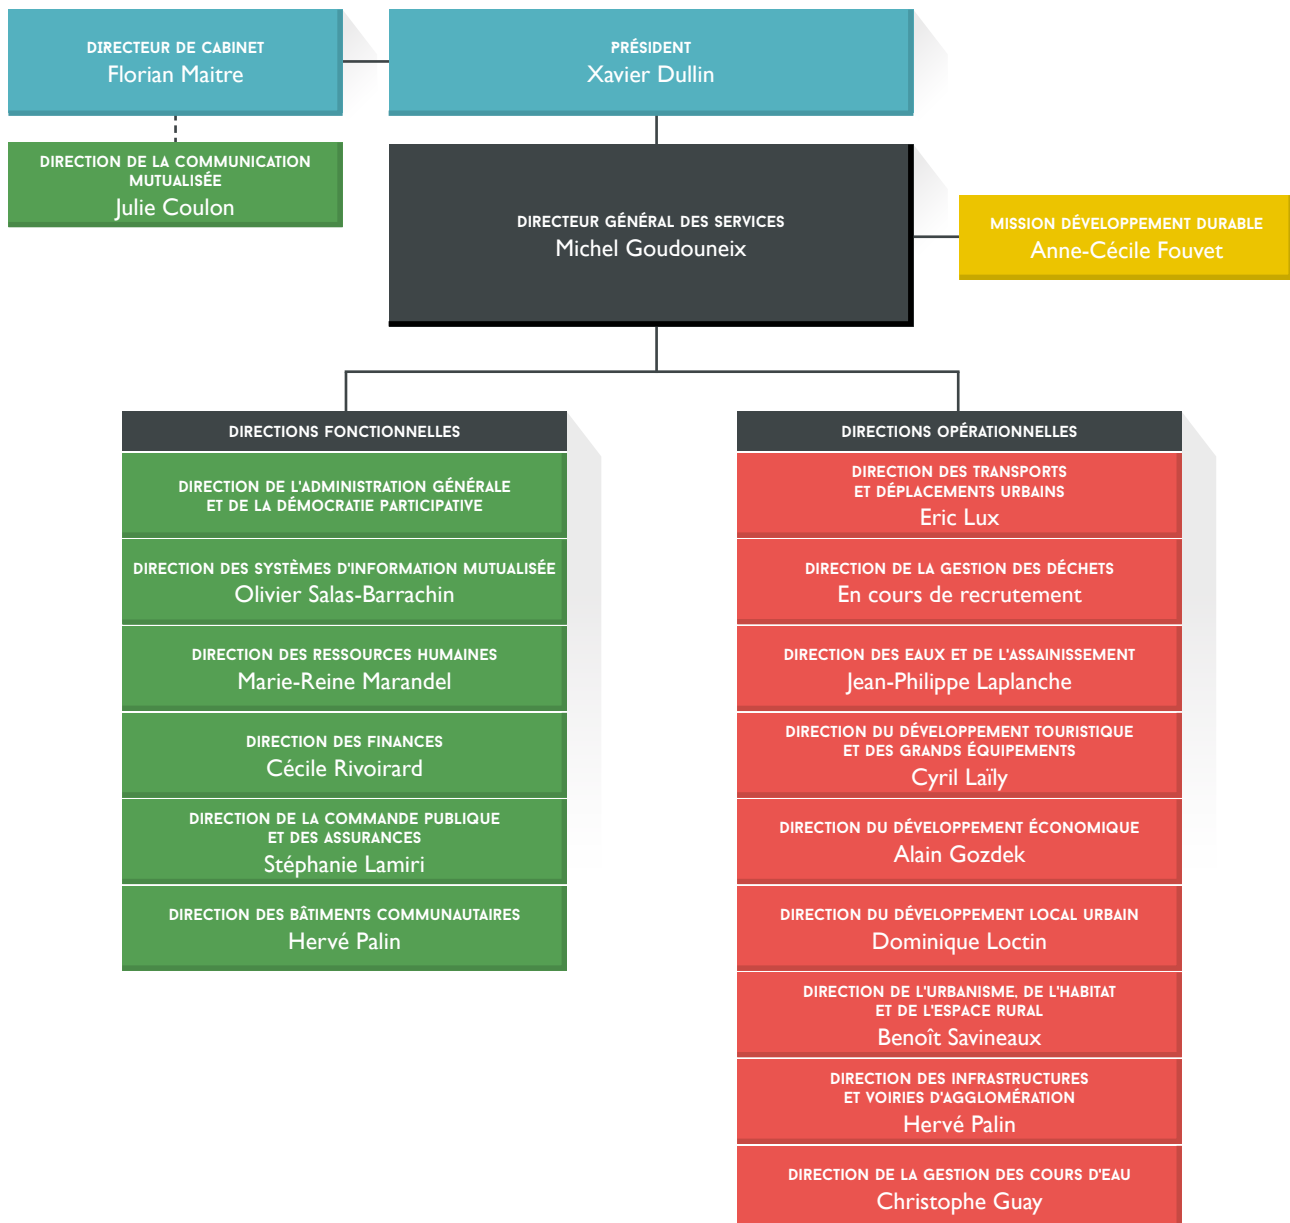 DIRECTEUR DE CABINET
Florian Maitre
PRÉSIDENT
Xavier Dullin
DIRECTION DE LA COMMUNICATION
MUTUALISÉE
Julie Coulon
DIRECTEUR GÉNÉRAL DES SERVICES
Michel Goudouneix
MISSION DÉVELOPPEMENT DURABLE
Anne-Cécile Fouvet
DIRECTIONS FONCTIONNELLES
DIRECTION DE L'ADMINISTRATION GÉNÉRALE
ET DE LA DÉMOCRATIE PARTICIPATIVE
DIRECTION DES SYSTÈMES D'INFORMATION MUTUALISÉE
Olivier Salas-Barrachin
DIRECTION DES RESSOURCES HUMAINES
Marie-Reine Marandel
DIRECTION DES FINANCES
Cécile Rivoirard
DIRECTION DE LA COMMANDE PUBLIQUE
ET DES ASSURANCES
Stéphanie Lamiri
DIRECTION DES BÂTIMENTS COMMUNAUTAIRES
Hervé Palin
DIRECTIONS OPÉRATIONNELLES
DIRECTION DES TRANSPORTS
ET DÉPLACEMENTS URBAINS
Eric Lux
DIRECTION DE LA GESTION DES DÉCHETS
En cours de recrutement
DIRECTION DES EAUX ET DE L'ASSAINISSEMENT
Jean-Philippe Laplanche
DIRECTION DU DÉVELOPPEMENT TOURISTIQUE
ET DES GRANDS ÉQUIPEMENTS
Cyril Laïly
DIRECTION DU DÉVELOPPEMENT ÉCONOMIQUE
Alain Gozdek
DIRECTION DU DÉVELOPPEMENT LOCAL URBAIN
Dominique Loctin
DIRECTION DE L'URBANISME, DE L'HABITAT
ET DE L'ESPACE RURAL
Benoît Savineaux
DIRECTION DES INFRASTRUCTURES
ET VOIRIES D'AGGLOMÉRATION
Hervé Palin
DIRECTION DE LA GESTION DES COURS D'EAU
Christophe Guay